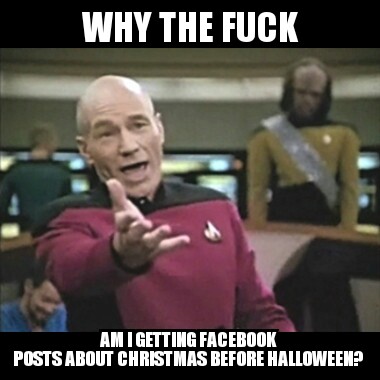 WHY THE FUCK
AM I GETTING FACEBOOK
POSTS ABOUT CHRISTMAS BEFORE HALLOWEEN?